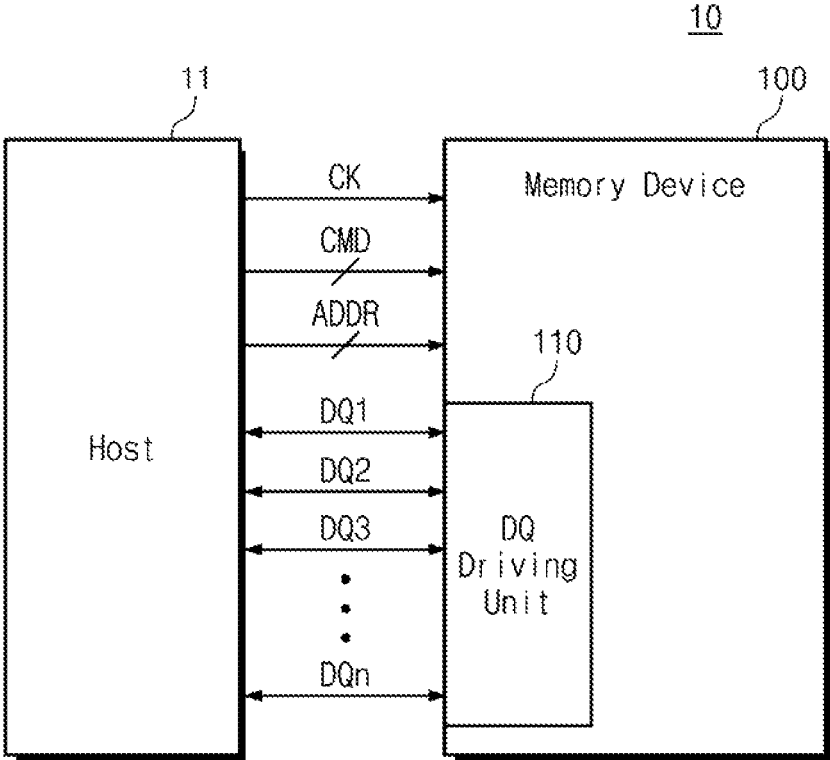 10
11
100
CK
Memory Device
CMD
ADDR
110
DQ1
Host
DQ2
DQ3
DQ
Driving
Unit
DQn